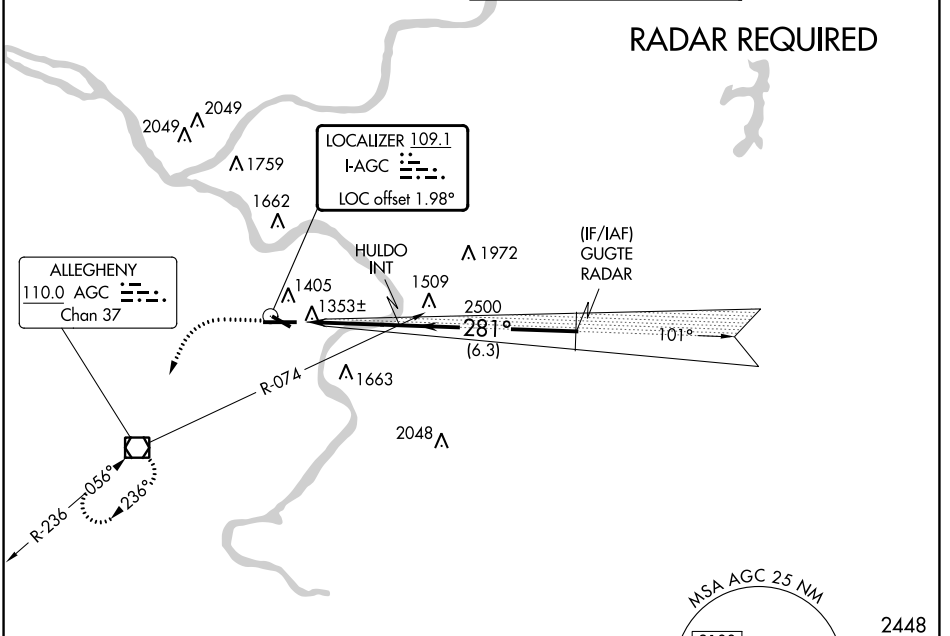 RADAR REQUIRED
2049
2049
1759
LOCALIZER 109.1
I-AGC
LOC offset 1.98°
1662
HULDO
INT
1972
(IF/IAF)
GUGTE
RADAR
ALLEGHENY
110.0 AGC
Chan 37
1405
1353±
1509
2500
281°
(6.3)
101°
R-074
1663
2048
R-236
056°
236°
MSA AGC 25 NM
2448